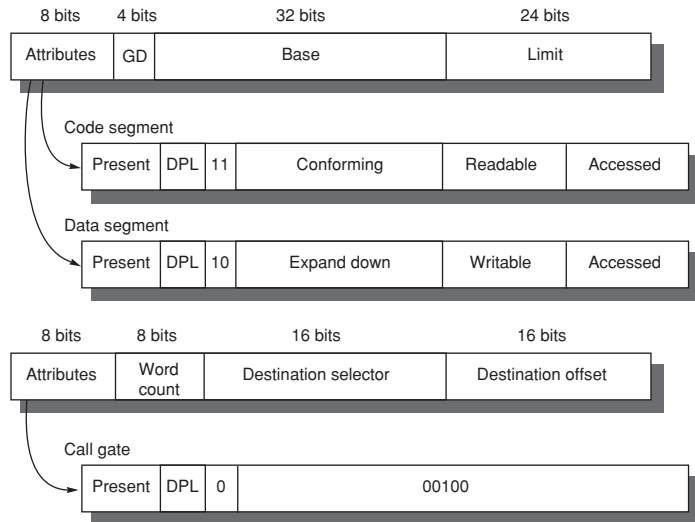 8 bits 4 bits 32 bits 24 bits
Attributes GD Base Limit
Code segment
Present DPL 11 Conforming Readable Accessed
Data segment
Present DPL 10 Expand down Writable Accessed
8 bits 8 bits 16 bits 16 bits
Attributes Word count Destination selector Destination offset
Call gate
Present DPL 0 00100